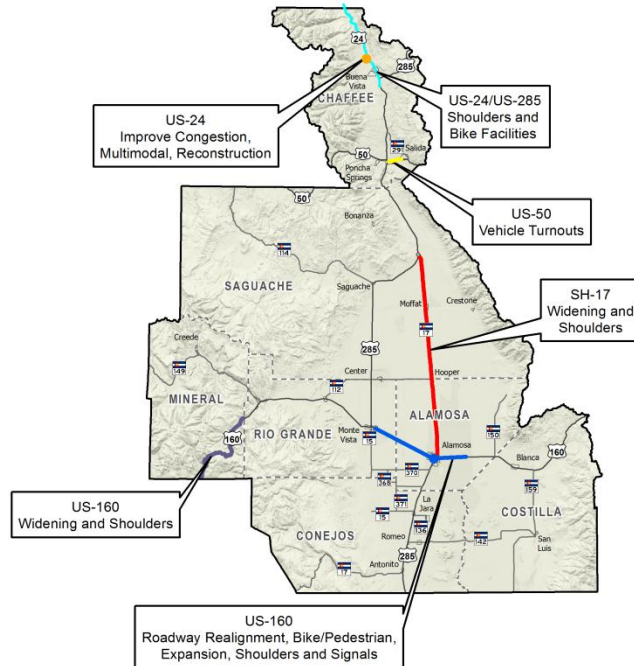 24
285
Buena
Vista
CHAFFEE
US-24
Improve Congestion,
Multimodal, Reconstruction
US-24/US-285
Shoulders and
Bike Facilities
29
Salida
50
Poncha
Springs
US-50
Vehicle Turnouts
50
Bonanza
114
SAGUACHE
Saguache
Moffat
Crestone
17
SH-17
Widening and
Shoulders
285
Creede
149
MINERAL
Center
Hooper
112
160
RIO GRANDE
Monte
Vista
15
ALAMOSA
Alamosa
150
370
Blanca
160
368
La
Jara
371
15
136
159
COSTILLA
US-160
Widening and Shoulders
CONEJOS
Romeo
285
142
San
Luis
Antonito
17
US-160
Roadway Realignment, Bike/Pedestrian,
Expansion, Shoulders and Signals